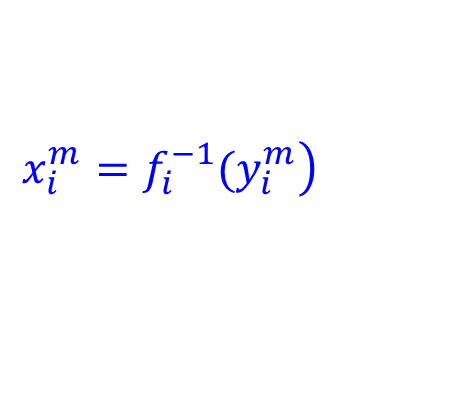 $x_i^m = f_i^{-1}(y_i^m)$